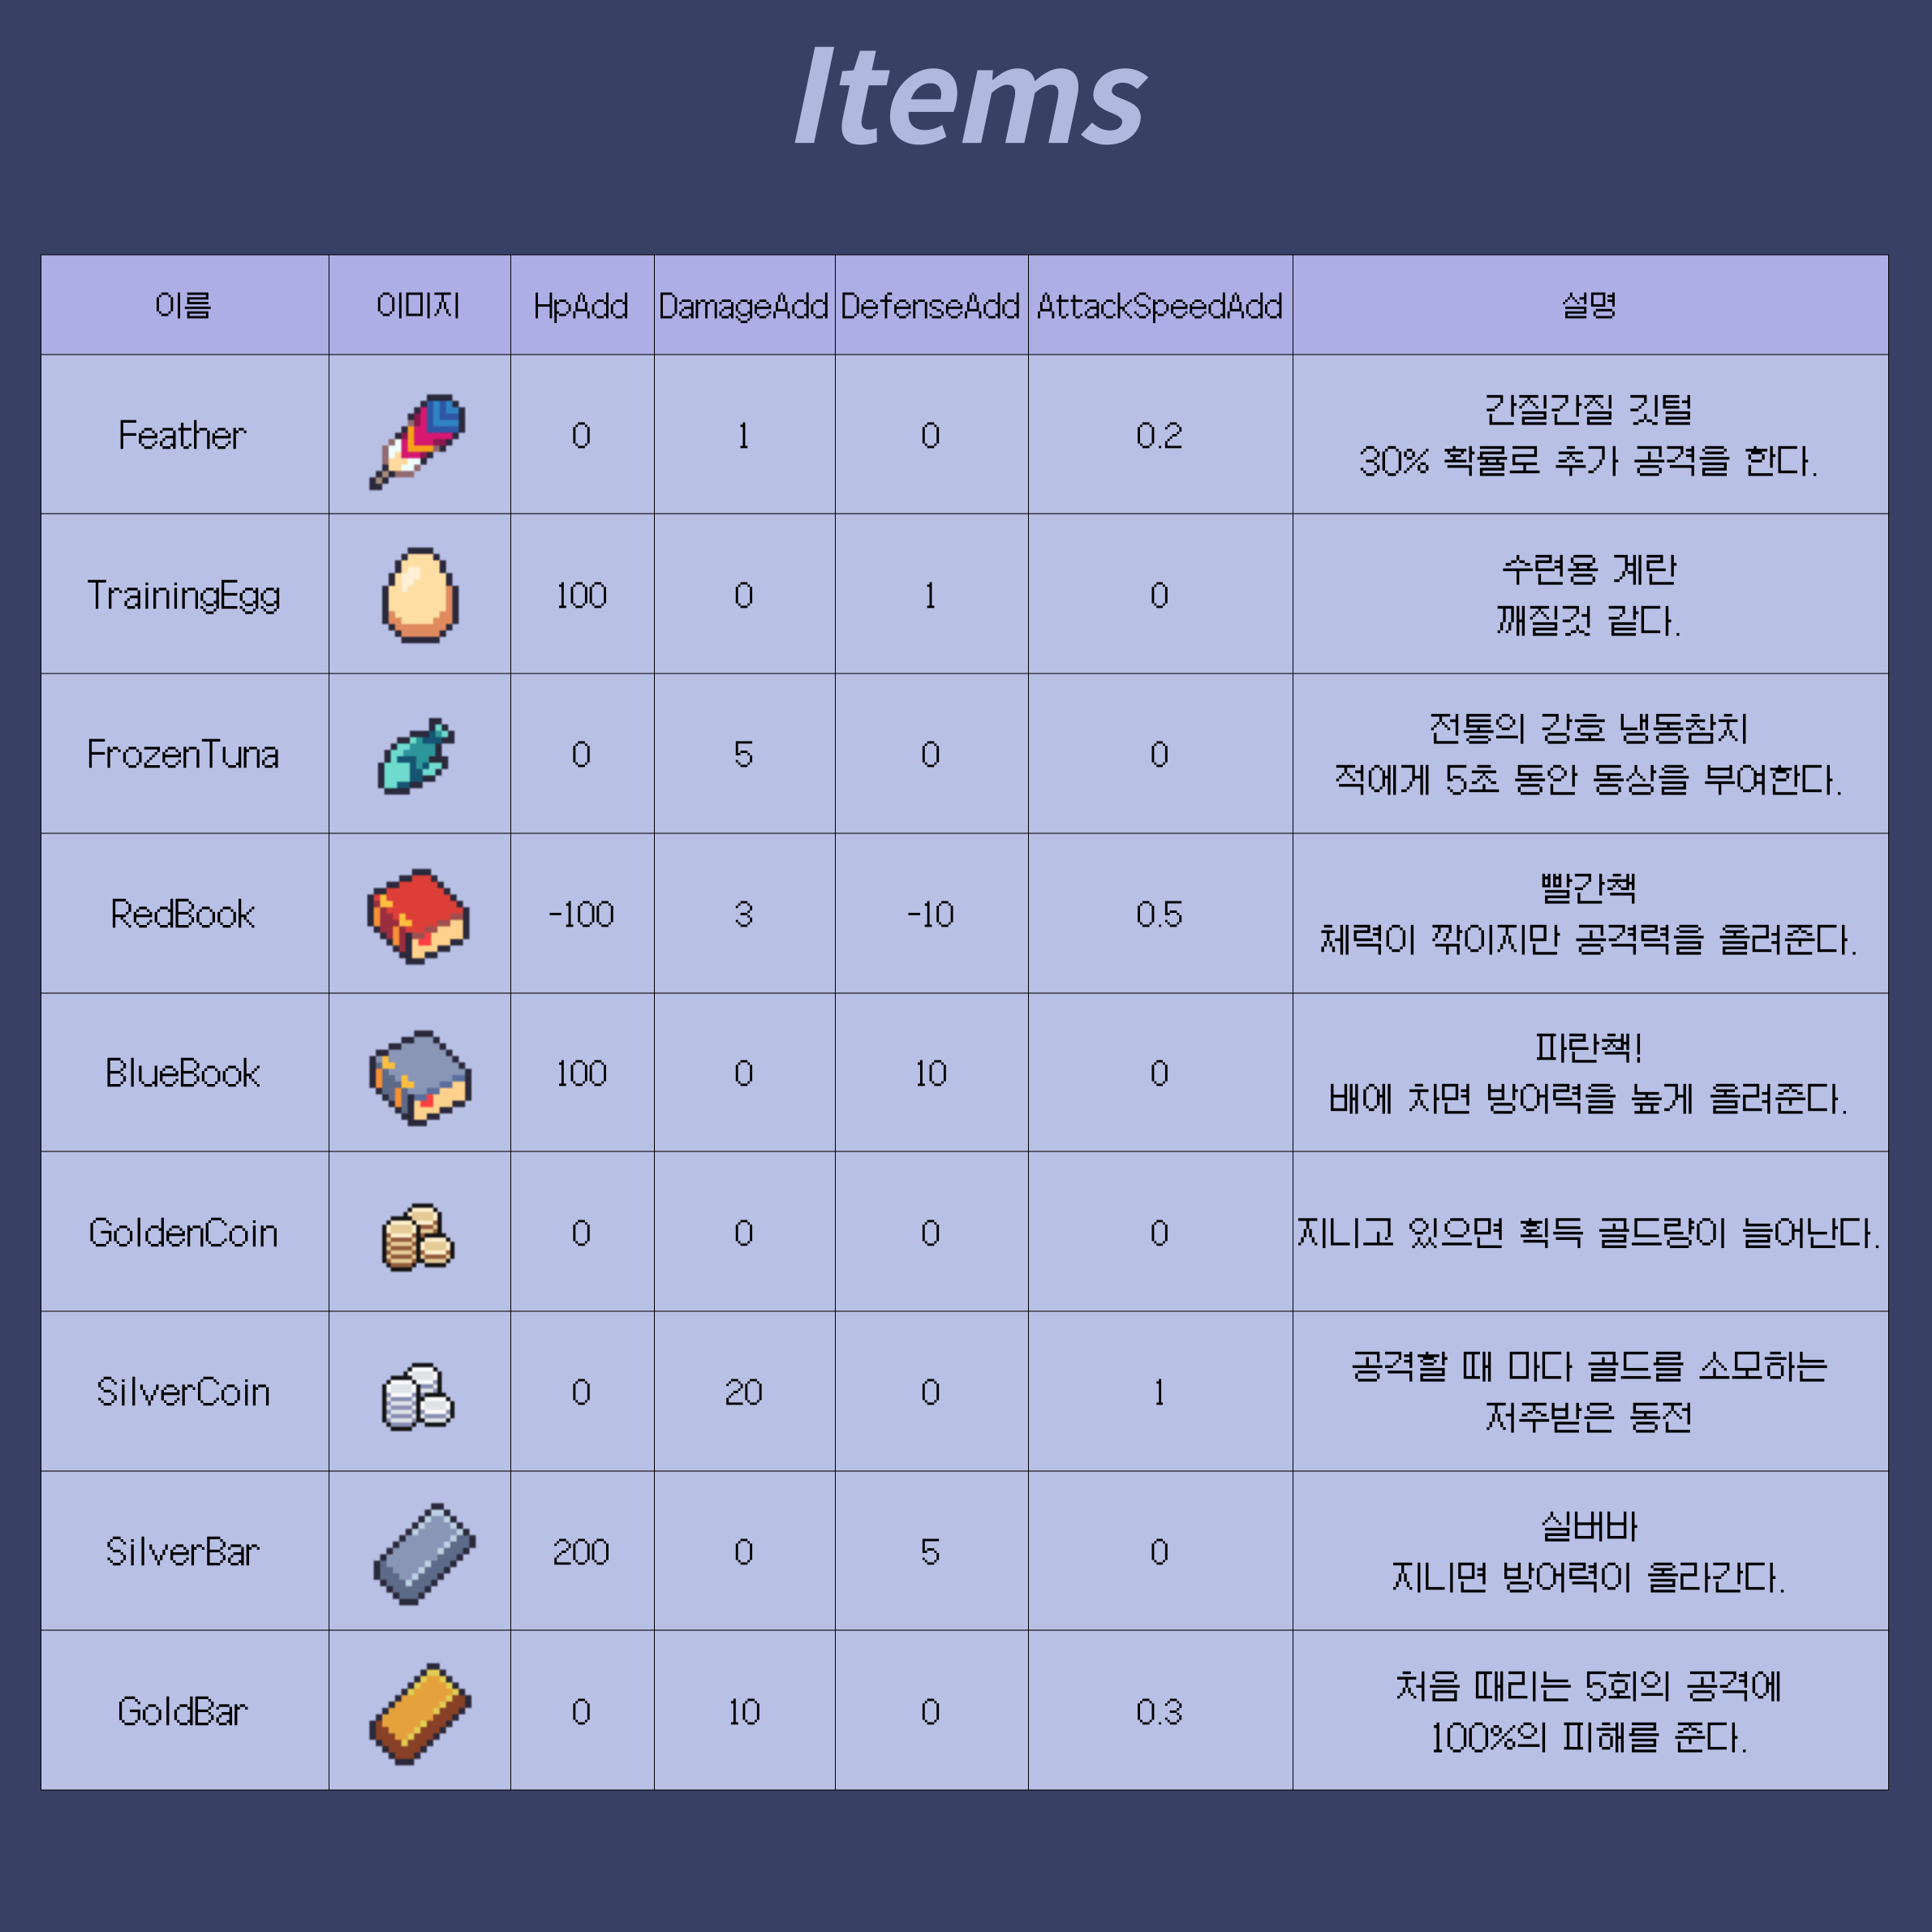 Items
이름 이미지 HpAdd DamageAdd DefenseAdd AttackSpeedAdd 설명
Feather 0 1 0 0.2 간질간질 깃털
30% 확률로 추가 공격을 한다.
TrainingEgg 100 0 1 0 수련용 계란
깨질것 같다.
FrozenTuna 0 5 0 0 전통의 강호 냉동참치
적에게 5초 동안 동상을 부여한다.
RedBook -100 3 -10 0.5 빨간책
체력이 깎이지만 공격력을 올려준다.
BlueBook 100 0 10 0 파란책!
배에 차면 방어력을 높게 올려준다.
GoldenCoin 0 0 0 0 지니고 있으면 획득 골드량이 늘어난다.
SilverCoin 0 20 0 1 공격할 때 마다 골드를 소모하는
저주받은 동전
SilverBar 200 0 5 0 실버바
지니면 방어력이 올라간다.
GoldBar 0 10 0 0.3 처음 때리는 5회의 공격에
100%의 피해를 준다.